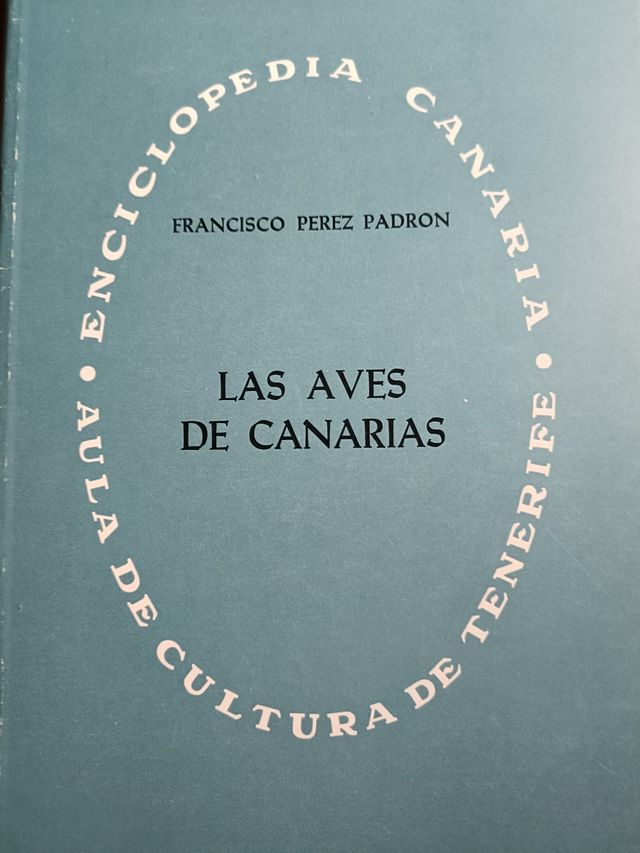 ENCICLOPEDIA CANARIA
FRANCISCO PEREZ PADRON
LAS AVES
DE CANARIAS
• AULA DE CULTURA DE TENERIFE •